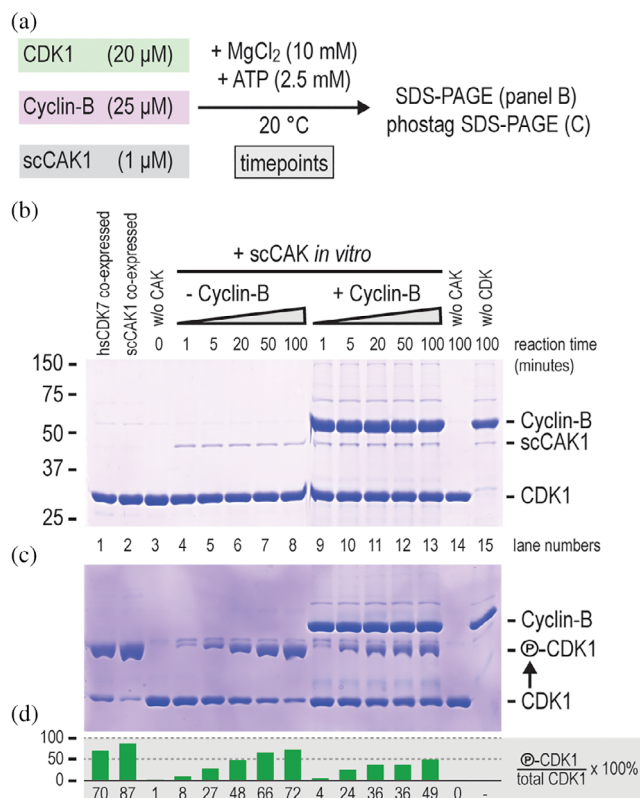 (a)
CDK1 (20 µM)
Cyclin-B (25 µM)
scCAK1 (1 µM)
+ MgCl2 (10 mM)
+ ATP (2.5 mM)
20 °C
timepoints
SDS-PAGE (panel B)
phostag SDS-PAGE (C)
(b)
hsCDK7 co-expressed
scCAK1 co-expressed
w/o CAK
+ scCAK in vitro
- Cyclin-B
+ Cyclin-B
w/o CAK
w/o CDK
0 1 5 20 50 100 1 5 20 50 100 100 100
reaction time
(minutes)
150
75
50
37
25
Cyclin-B
scCAK1
CDK1
1 2 3 4 5 6 7 8 9 10 11 12 13 14 15 lane numbers
(c)
Cyclin-B
P-CDK1
CDK1
(d)
100
50
0
70 87 1 8 27 48 66 72 4 24 36 36 49 0 -
P-CDK1
total CDK1
x 100%